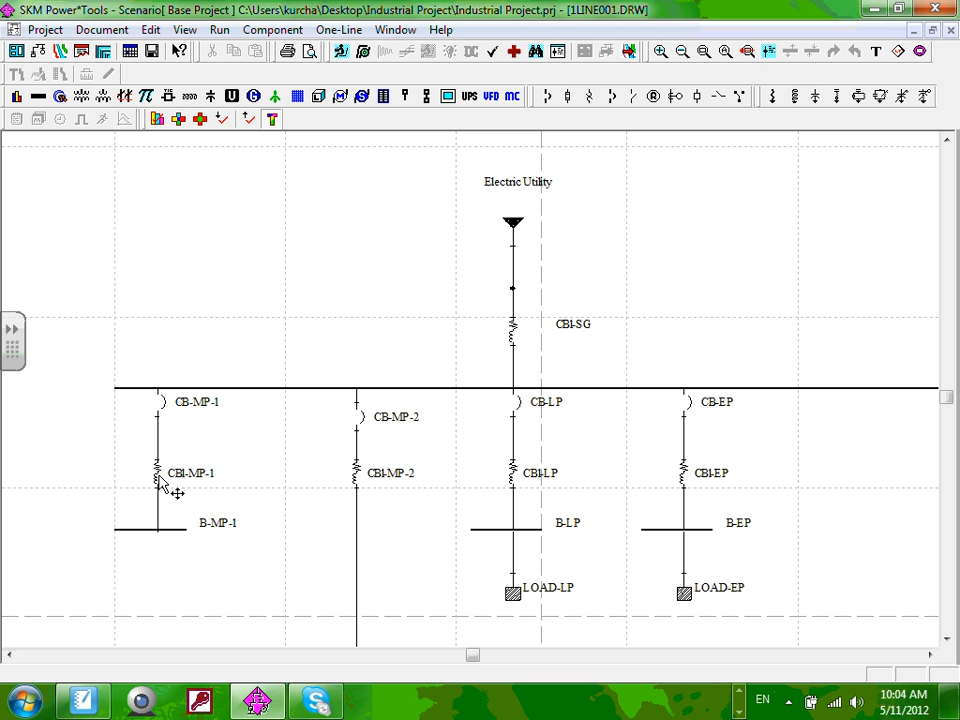 SKM Power*Tools - Scenario[ Base Project ] C:\Users\kurcha\Desktop\Industrial Project\Industrial Project.prj - [1LINE001.DRW]
Project Document Edit View Run Component One-Line Window Help
UPS VFD MC
Electric Utility
CBl-SG
CB-MP-1
CB-MP-2
CB-LP
CB-EP
CBl-MP-1
CBl-MP-2
CBl-LP
CBl-EP
B-MP-1
B-LP
B-EP
LOAD-LP
LOAD-EP
EN
10:04 AM
5/11/2012